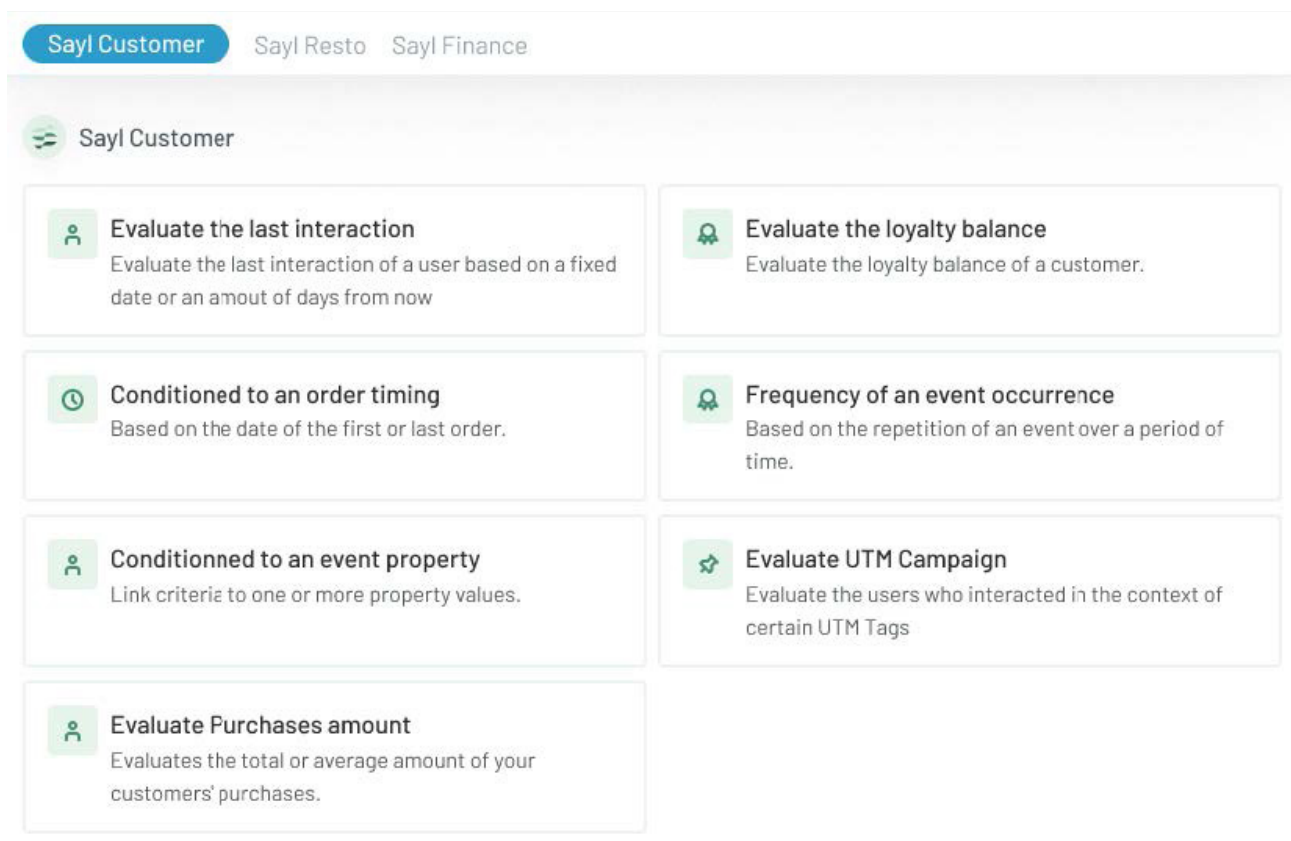 Sayl Customer
Sayl Resto
Sayl Finance
Sayl Customer
Evaluate the last interaction
Evaluate the last interaction of a user based on a fixed
date or an amout of days from now
Evaluate the loyalty balance
Evaluate the loyalty balance of a customer.
Conditioned to an order timing
Based on the date of the first or last order.
Frequency of an event occurrence
Based on the repetition of an event over a period of
time.
Conditionned to an event property
Link criteria to one or more property values.
Evaluate UTM Campaign
Evaluate the users who interacted in the context of
certain UTM Tags
Evaluate Purchases amount
Evaluates the total or average amount of your
customers' purchases.